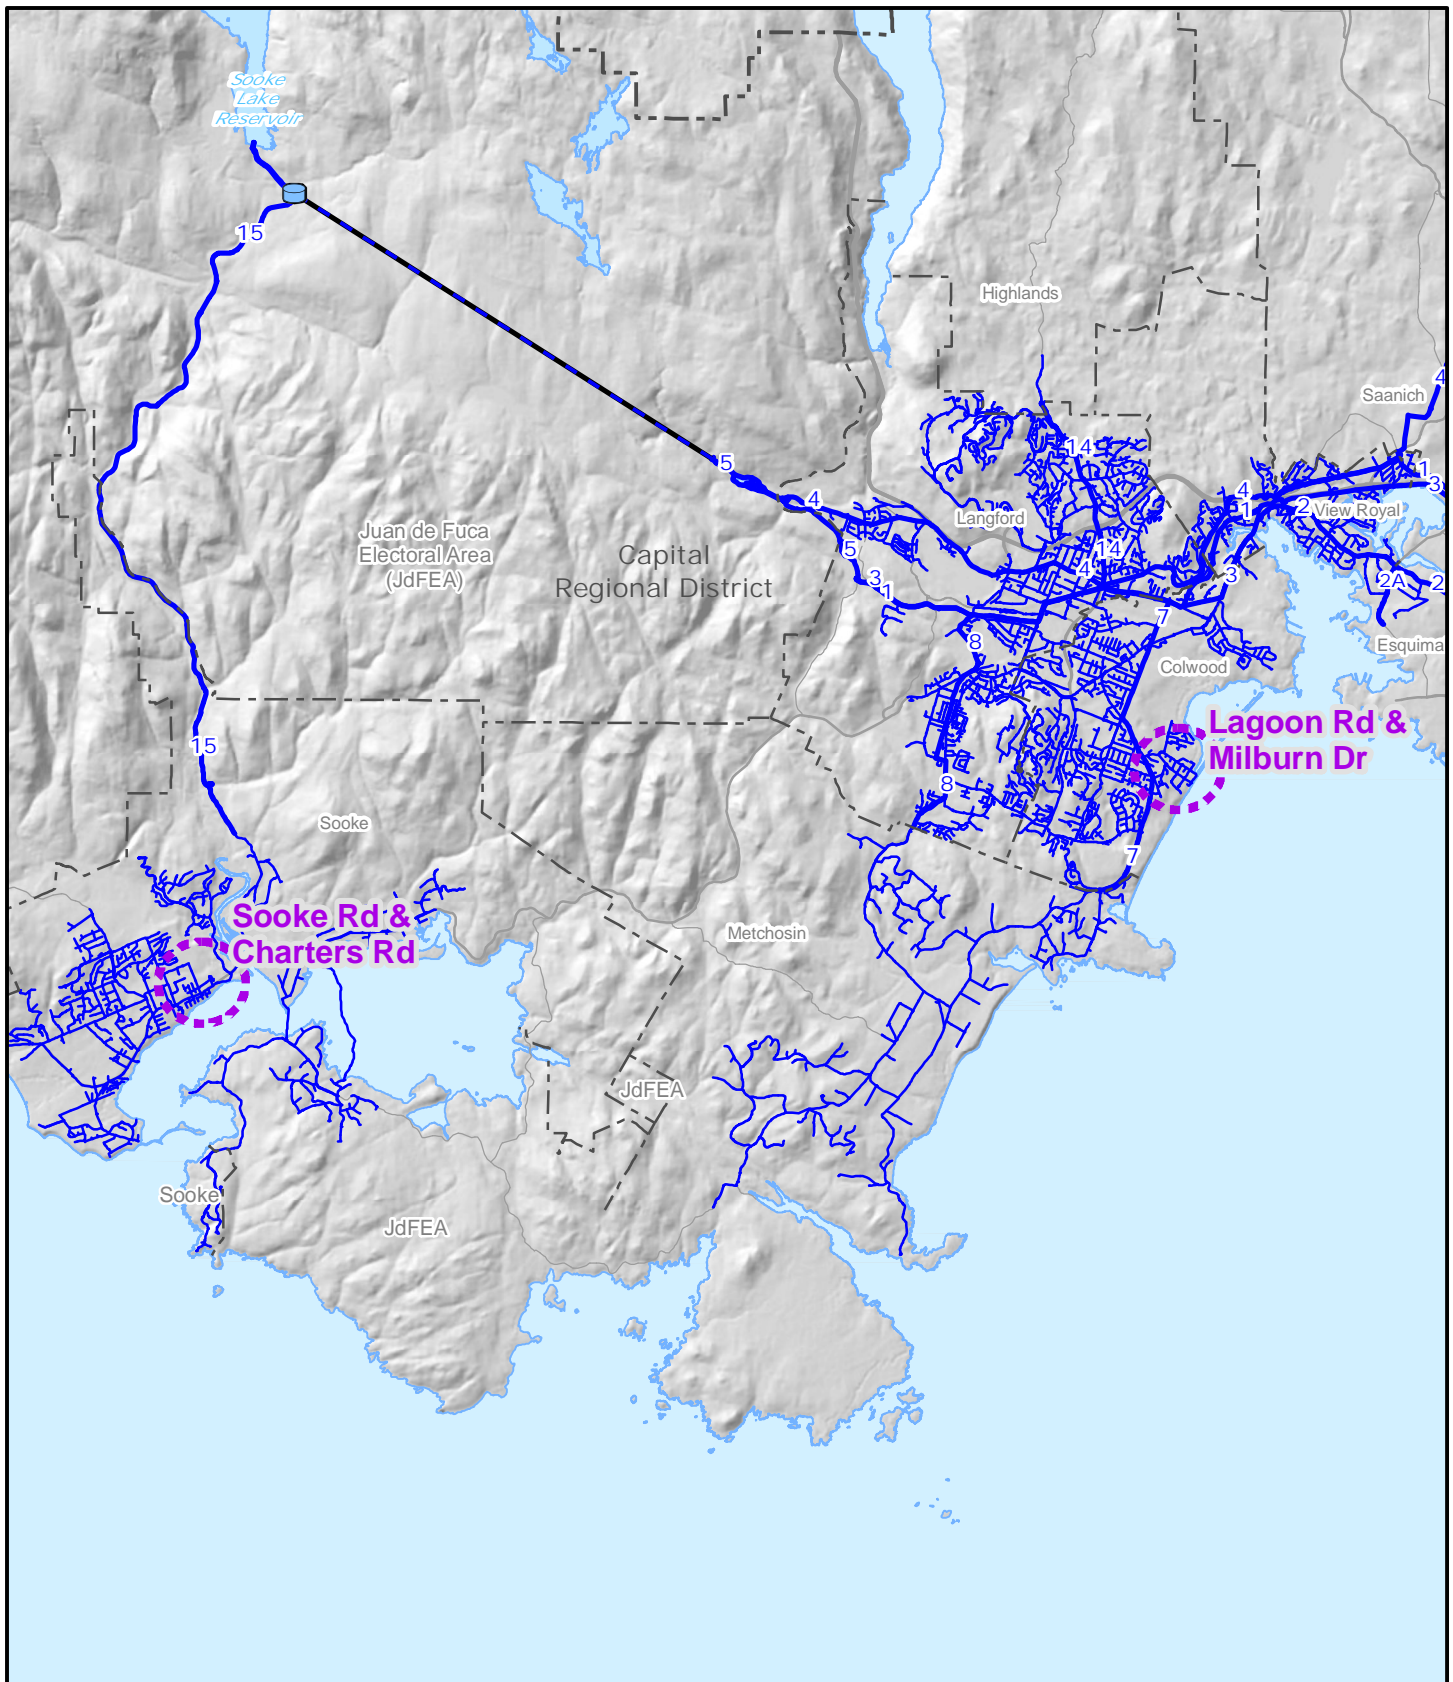 Sooke
Lake
Reservoir
15
Highlands
Saanich
4
14
5
4
1
3
4
1
2
View Royal
Langford
Juan de Fuca
Electoral Area
(JdFEA)
Capital
Regional District
5
14
4
3
1
3
2A
2
7
8
Esquima
Colwood
15
Lagoon Rd &
Milburn Dr
8
Sooke
7
Sooke Rd &
Charters Rd
Metchosin
JdFEA
Sooke
JdFEA